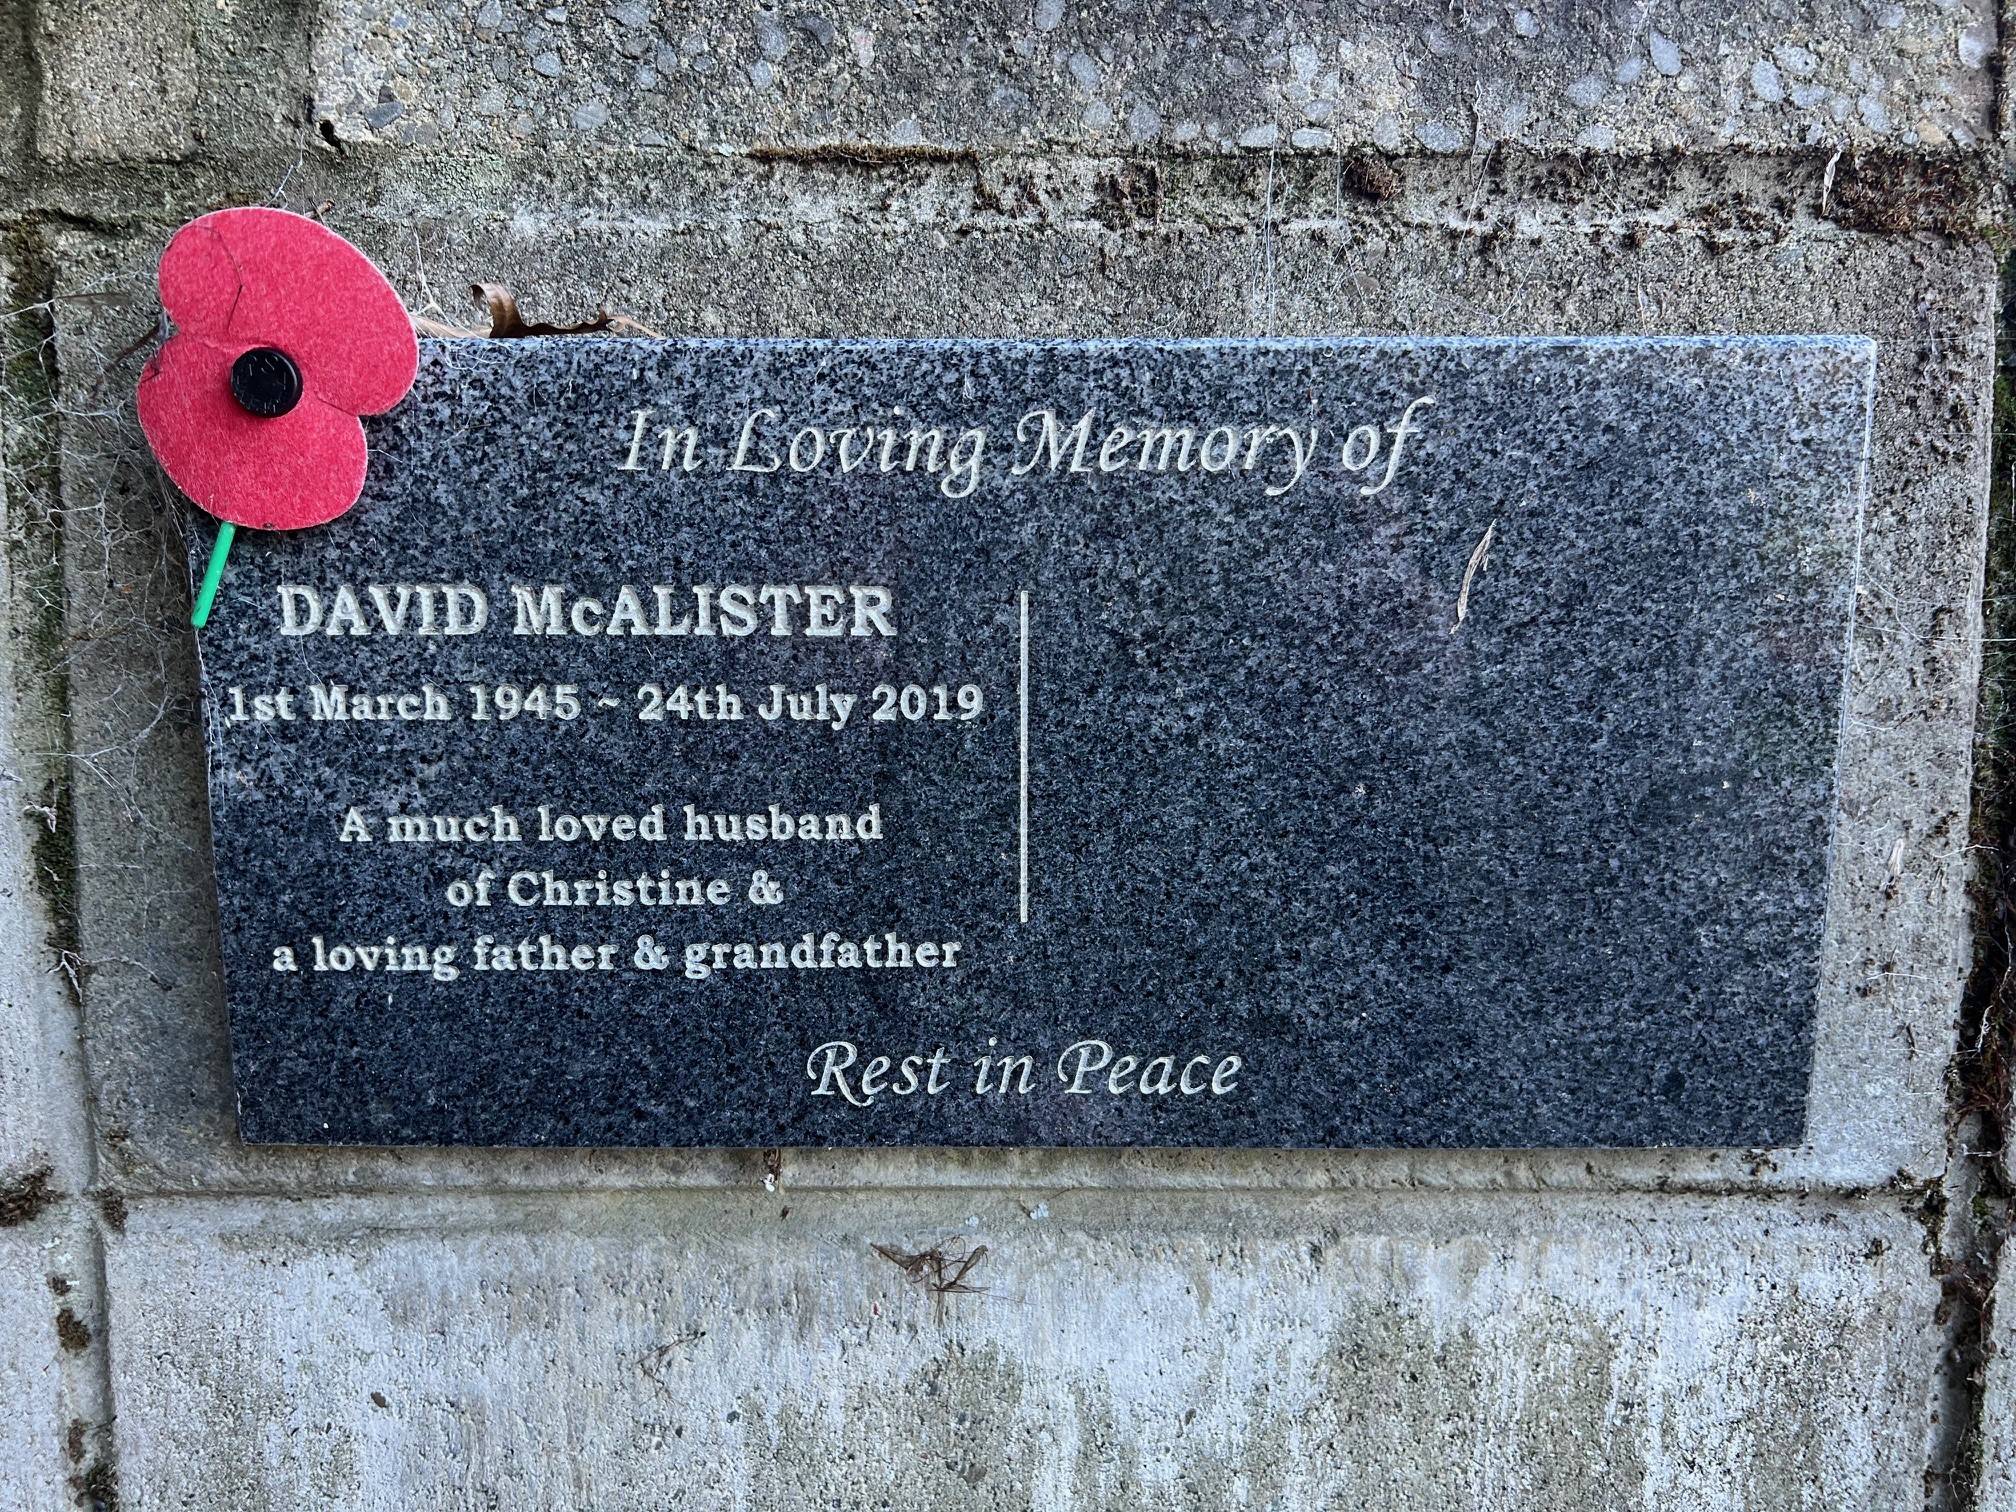 In Loving Memory of
DAVID McALISTER
1st March 1945 ~ 24th July 2019
A much loved husband
of Christine &
a loving father & grandfather
Rest in Peace